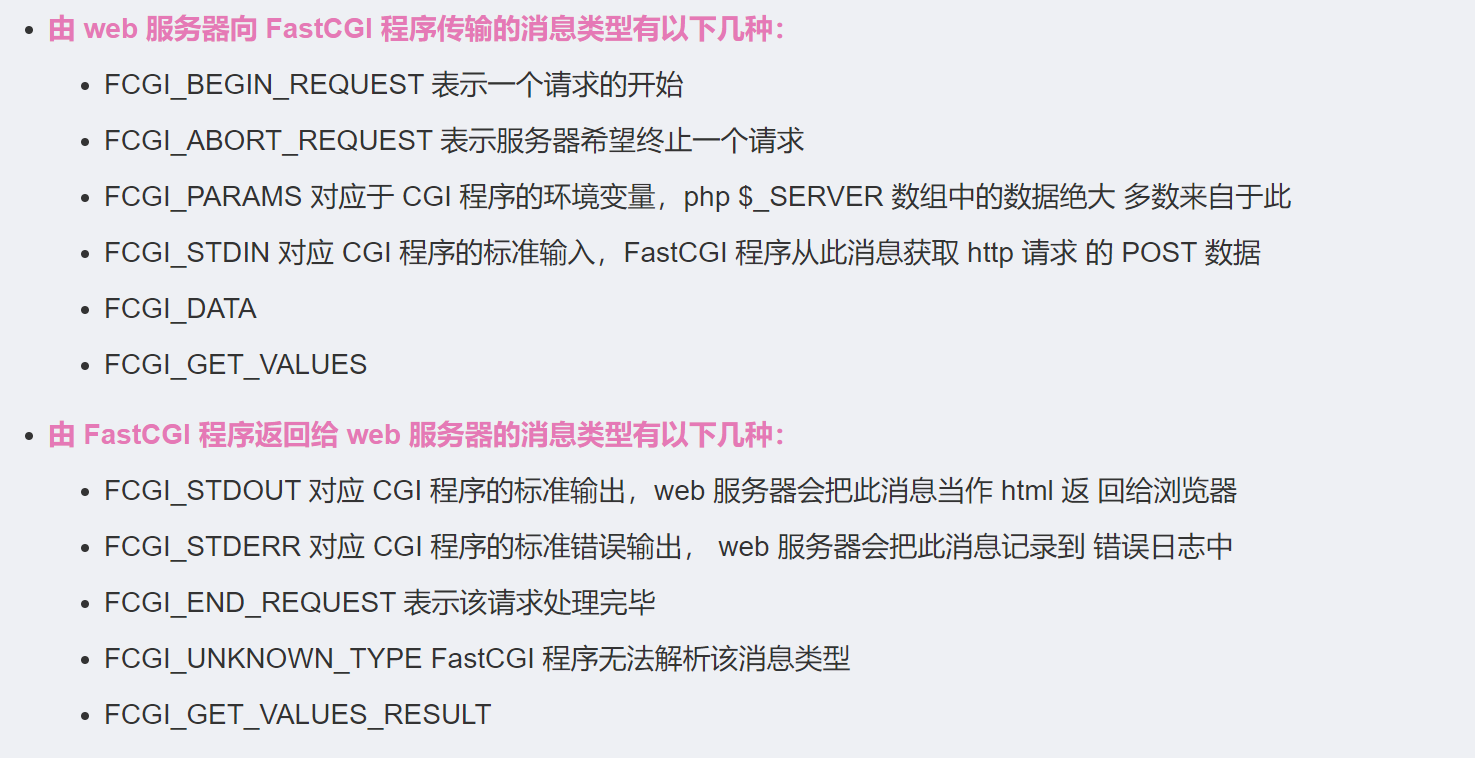 由 web 服务器向 FastCGI 程序传输的消息类型有以下几种：
FCGI_BEGIN_REQUEST 表示一个请求的开始
FCGI_ABORT_REQUEST 表示服务器希望终止一个请求
FCGI_PARAMS 对应于 CGI 程序的环境变量，php $_SERVER 数组中的数据绝大 多数来自于此
FCGI_STDIN 对应 CGI 程序的标准输入，FastCGI 程序从此消息获取 http 请求 的 POST 数据
FCGI_DATA
FCGI_GET_VALUES
由 FastCGI 程序返回给 web 服务器的消息类型有以下几种：
FCGI_STDOUT 对应 CGI 程序的标准输出，web 服务器会把此消息当作 html 返 回给浏览器
FCGI_STDERR 对应 CGI 程序的标准错误输出， web 服务器会把此消息记录到 错误日志中
FCGI_END_REQUEST 表示该请求处理完毕
FCGI_UNKNOWN_TYPE FastCGI 程序无法解析该消息类型
FCGI_GET_VALUES_RESULT